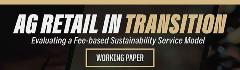 AG RETAIL IN TRANSITION
Evaluating a Fee-based Sustainability Service Model
WORKING PAPER